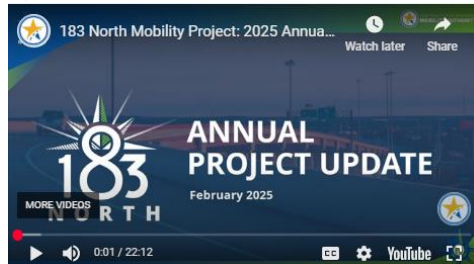 183 North Mobility Project: 2025 Annua...
Watch later
Share
183
NORTH
ANNUAL
PROJECT UPDATE
February 2025
MORE VIDEOS
0:01 / 22:12
CC
YouTube